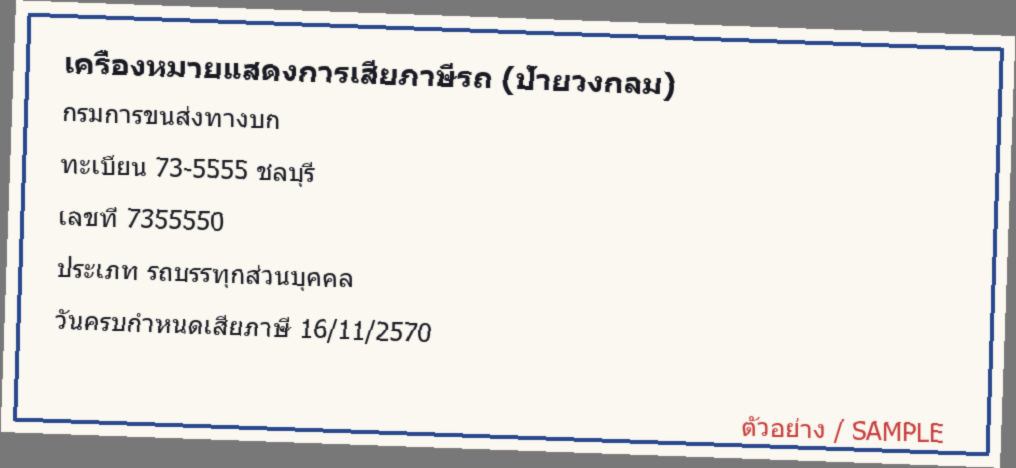 เครื่องหมายแสดงการเสียภาษีรถ (ป้ายวงกลม)
กรมการขนส่งทางบก
ทะเบียน 73-5555 ชลบุรี
เลขที่ 7355550
ประเภท รถบรรทุกส่วนบุคคล
วันครบกำหนดเสียภาษี 16/11/2570
ตัวอย่าง / SAMPLE